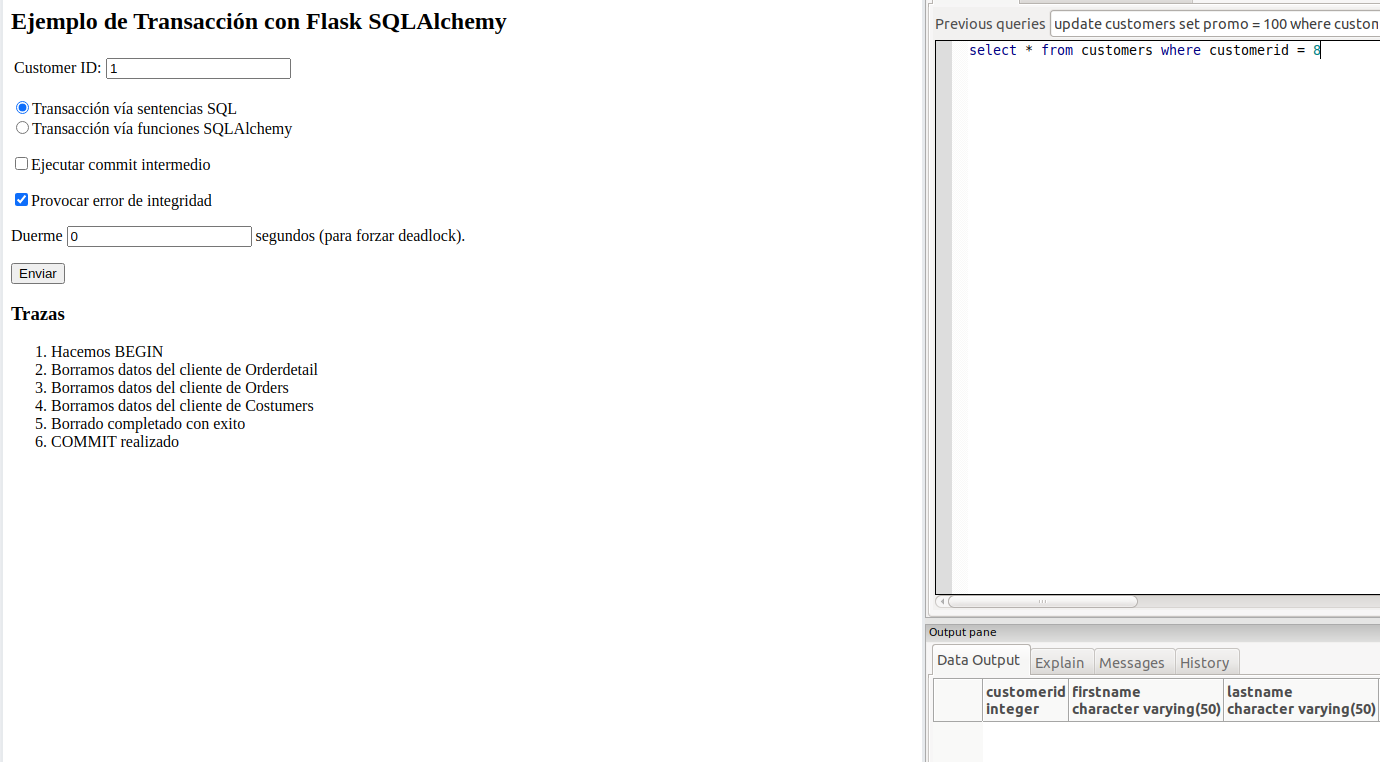 Ejemplo de Transacción con Flask SQLAlchemy
Customer ID: 1
Transacción vía sentencias SQL
Transacción vía funciones SQLAlchemy
Ejecutar commit intermedio
Provocar error de integridad
Duerme 0 segundos (para forzar deadlock).
Enviar
Trazas
1. Hacemos BEGIN
2. Borramos datos del cliente de Orderdetail
3. Borramos datos del cliente de Orders
4. Borramos datos del cliente de Costumers
5. Borrado completado con exito
6. COMMIT realizado
Previous queries update customers set promo = 100 where custon
select * from customers where customerid = 8
Output pane
Data Output Explain Messages History
customerid firstname lastname
integer character varying(50) character varying(50)